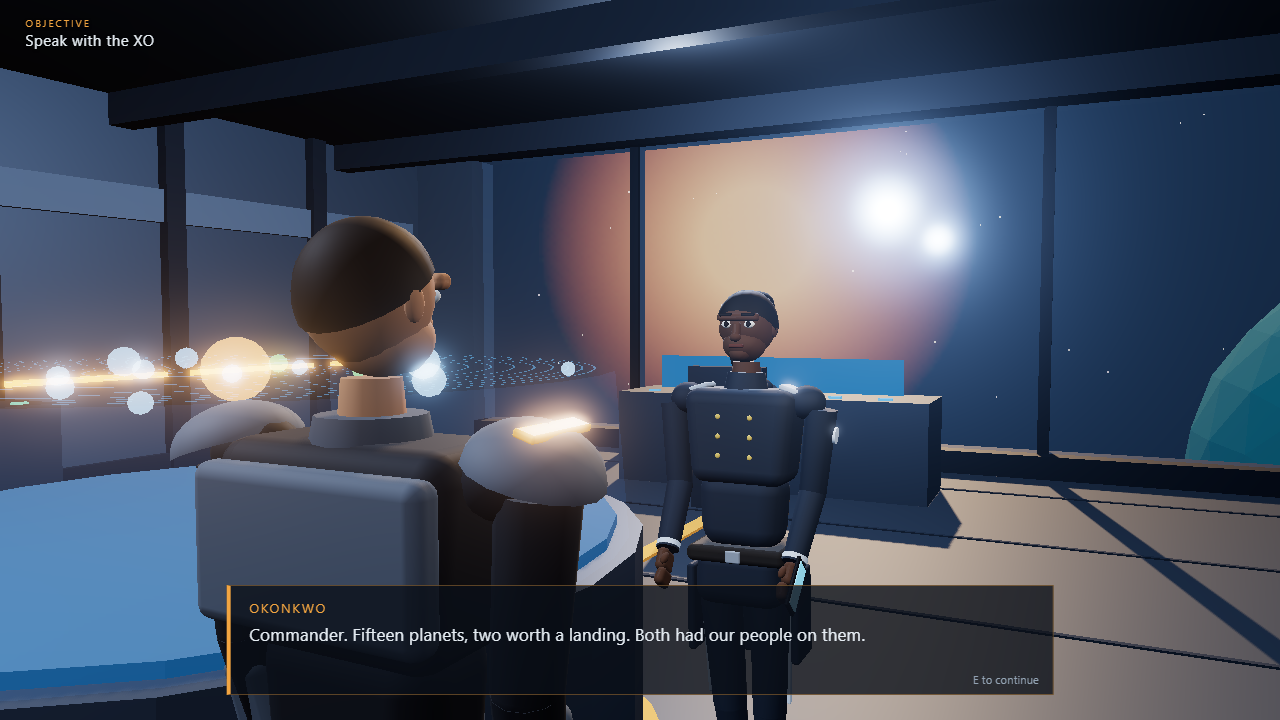 OBJECTIVE
Speak with the XO
OKONKWO
Commander. Fifteen planets, two worth a landing. Both had our people on them.
E to continue